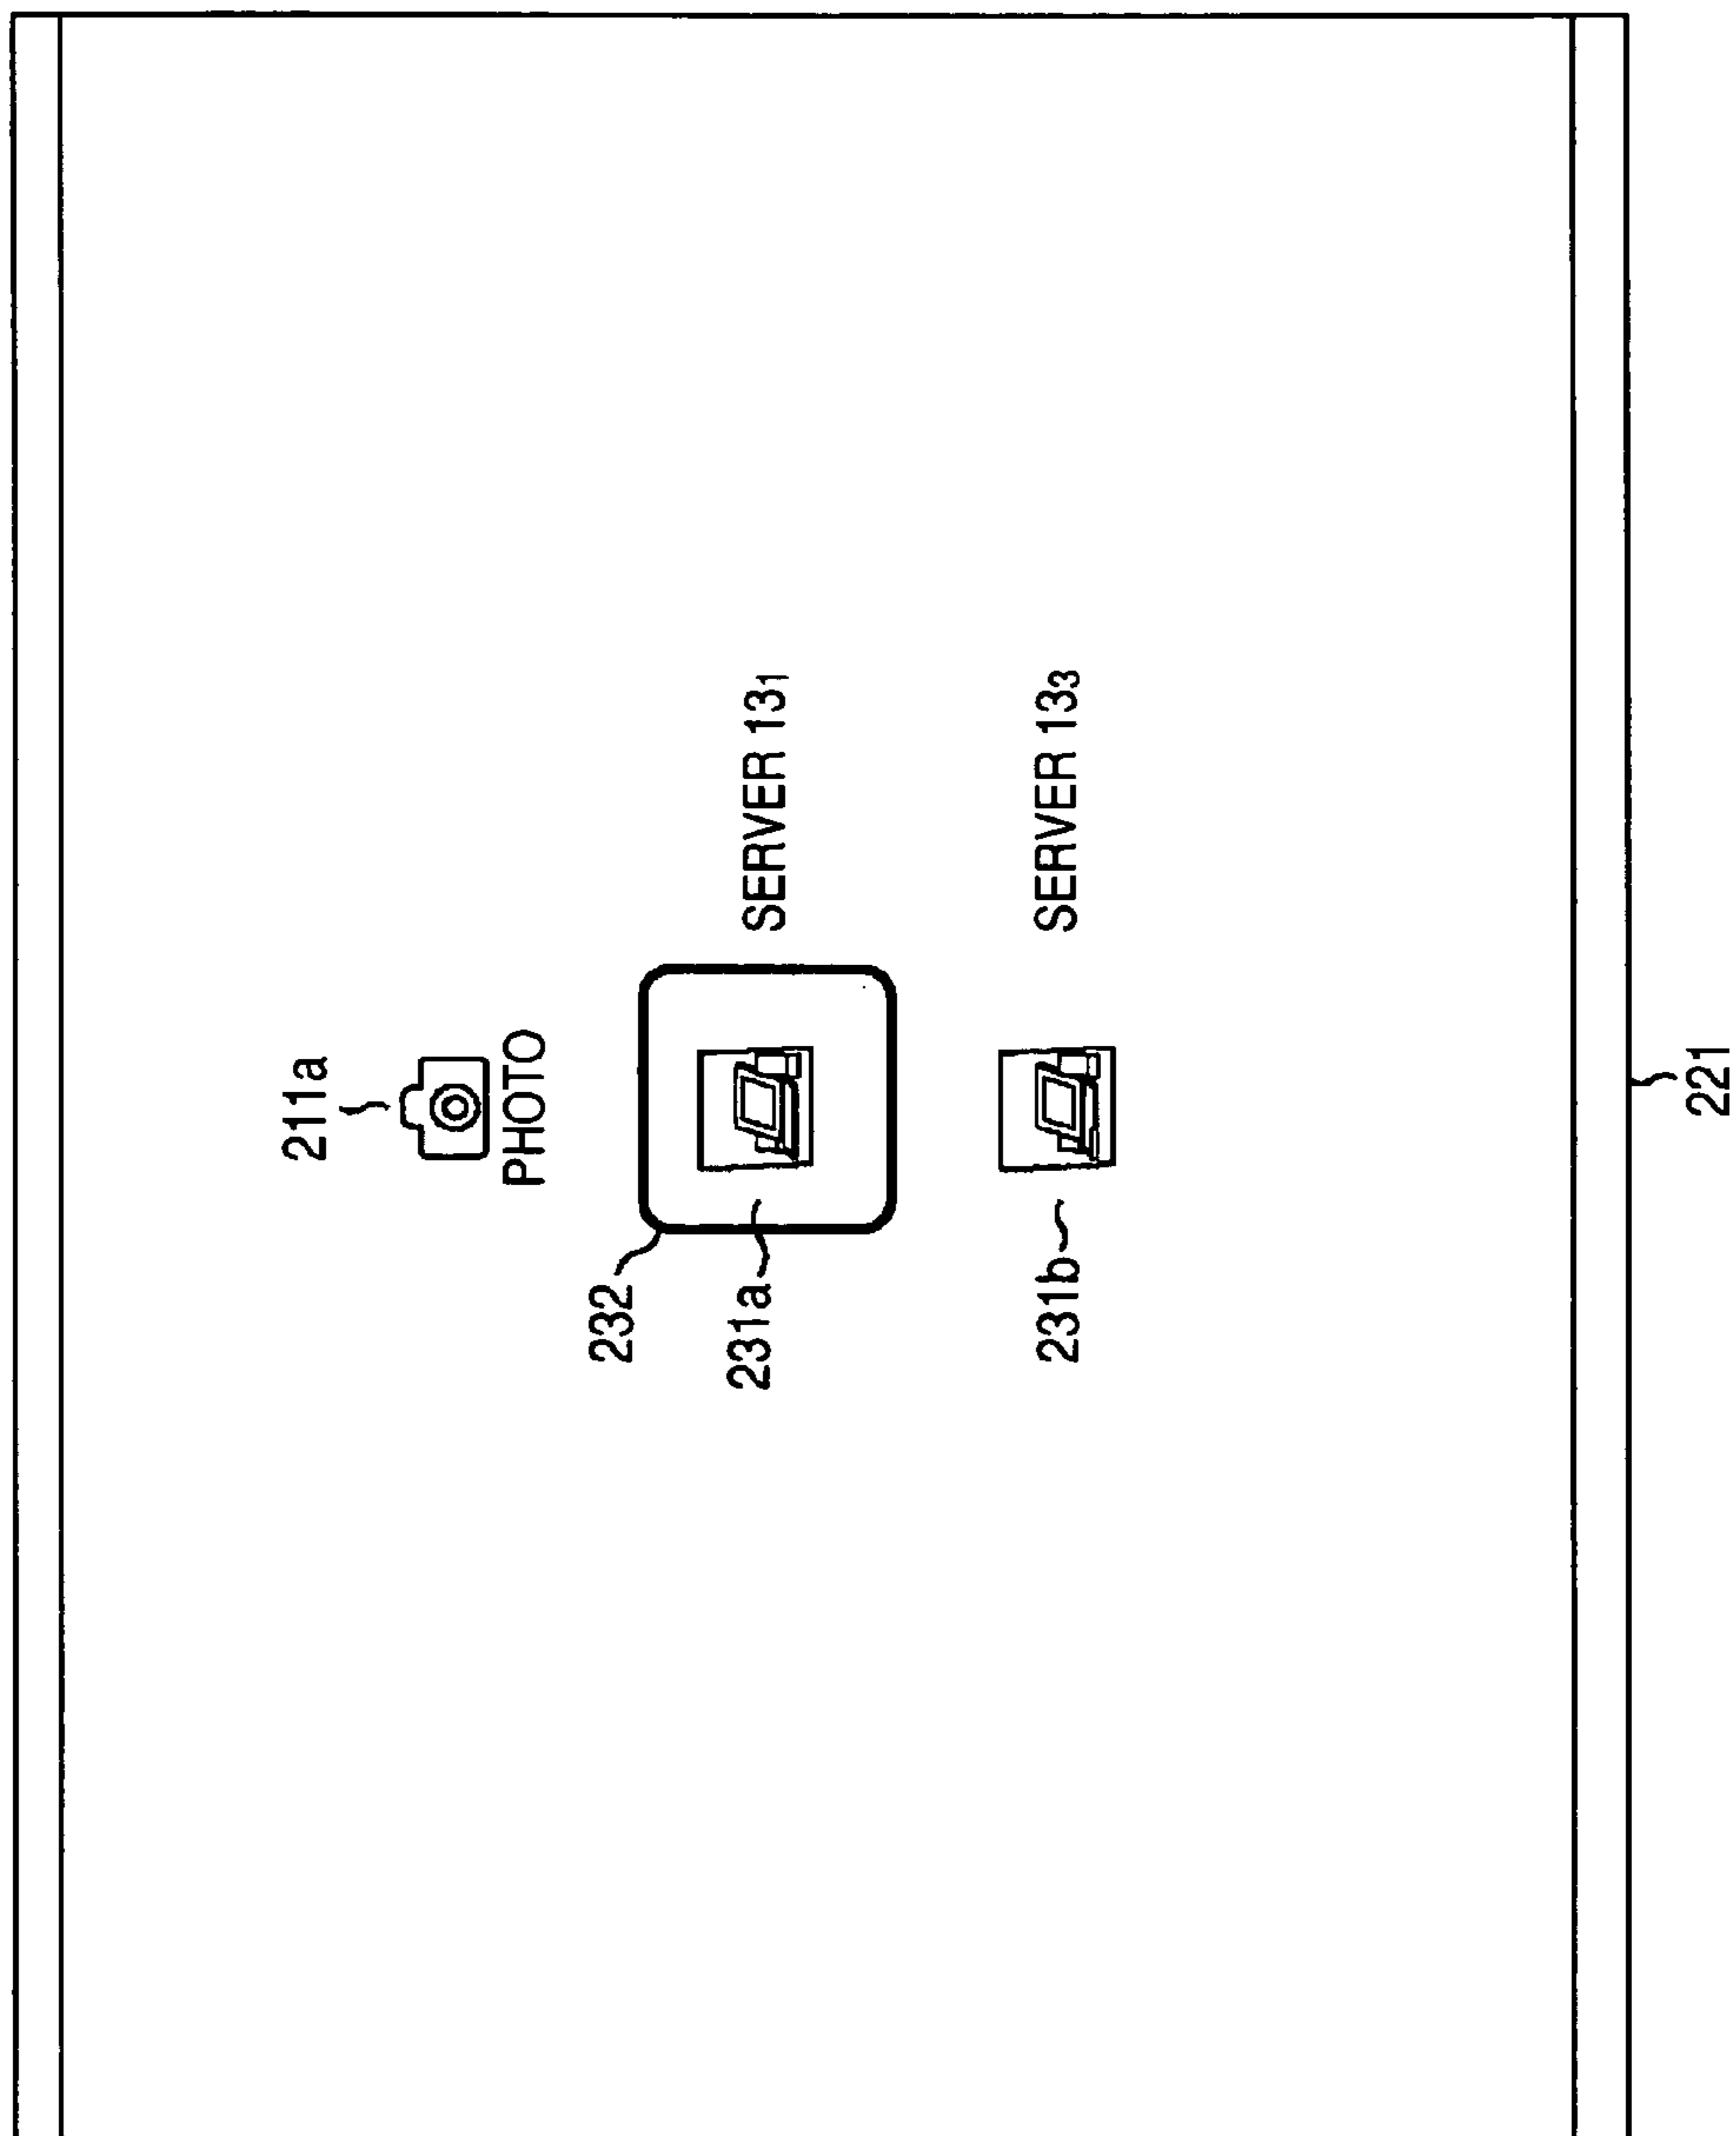 211a
PHOTO
232
231a
SERVER 13₁
231b
SERVER 13₃
221